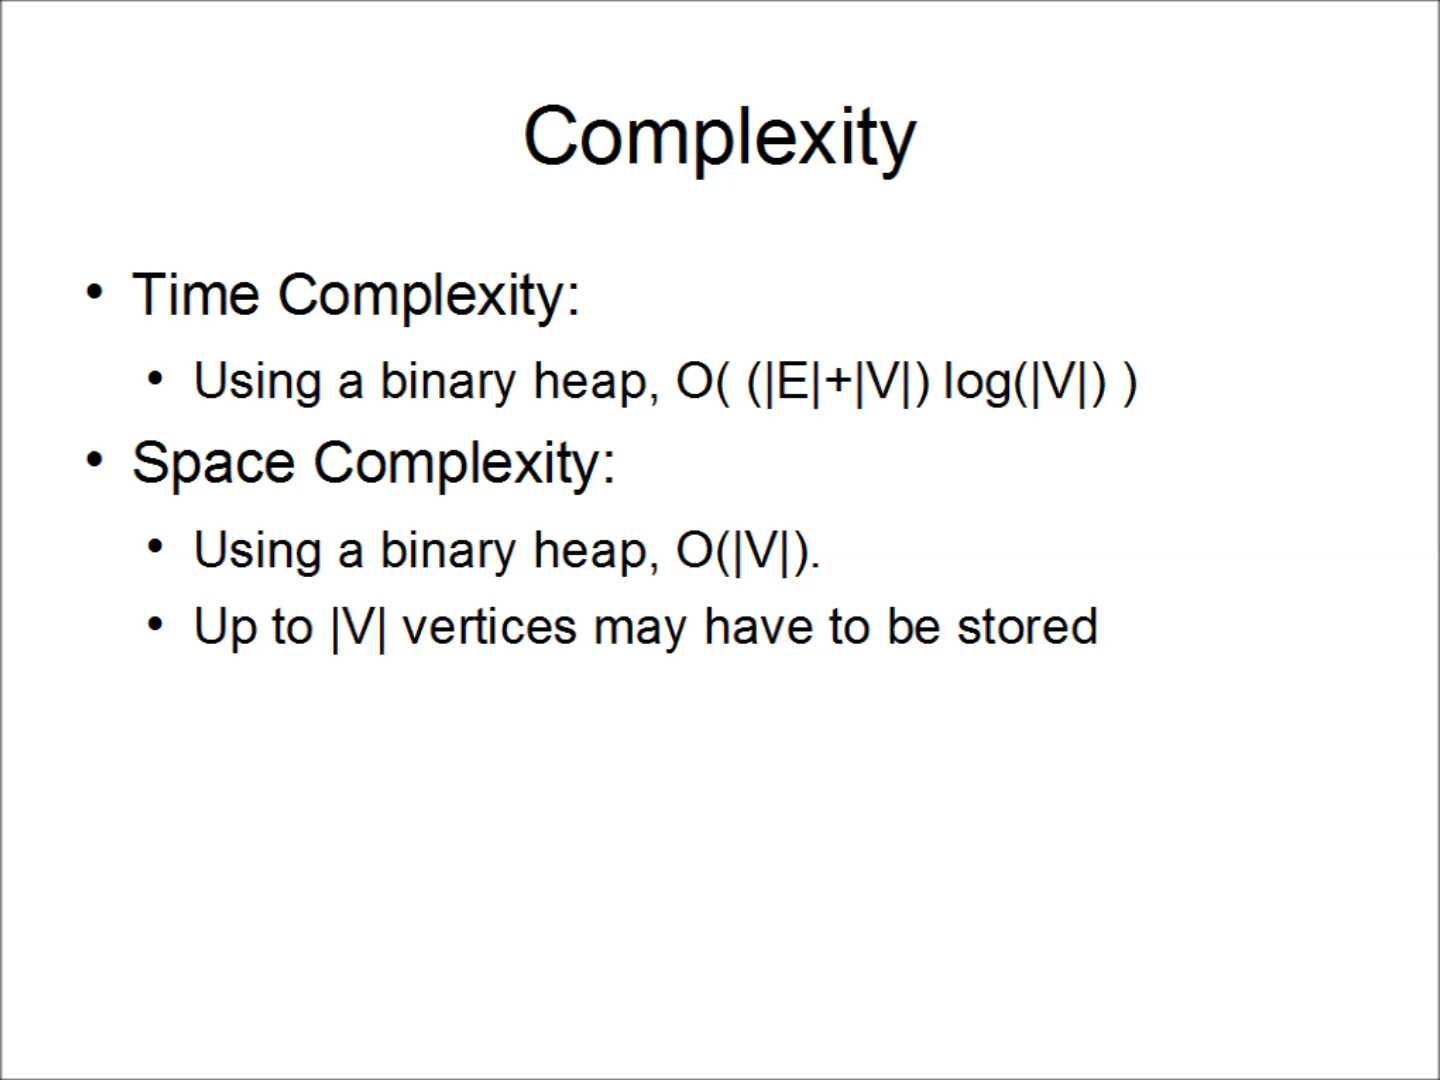 Complexity
• Time Complexity:
• Using a binary heap, O( (|E|+|V|) log(|V|) )
• Space Complexity:
• Using a binary heap, O(|V|).
• Up to |V| vertices may have to be stored